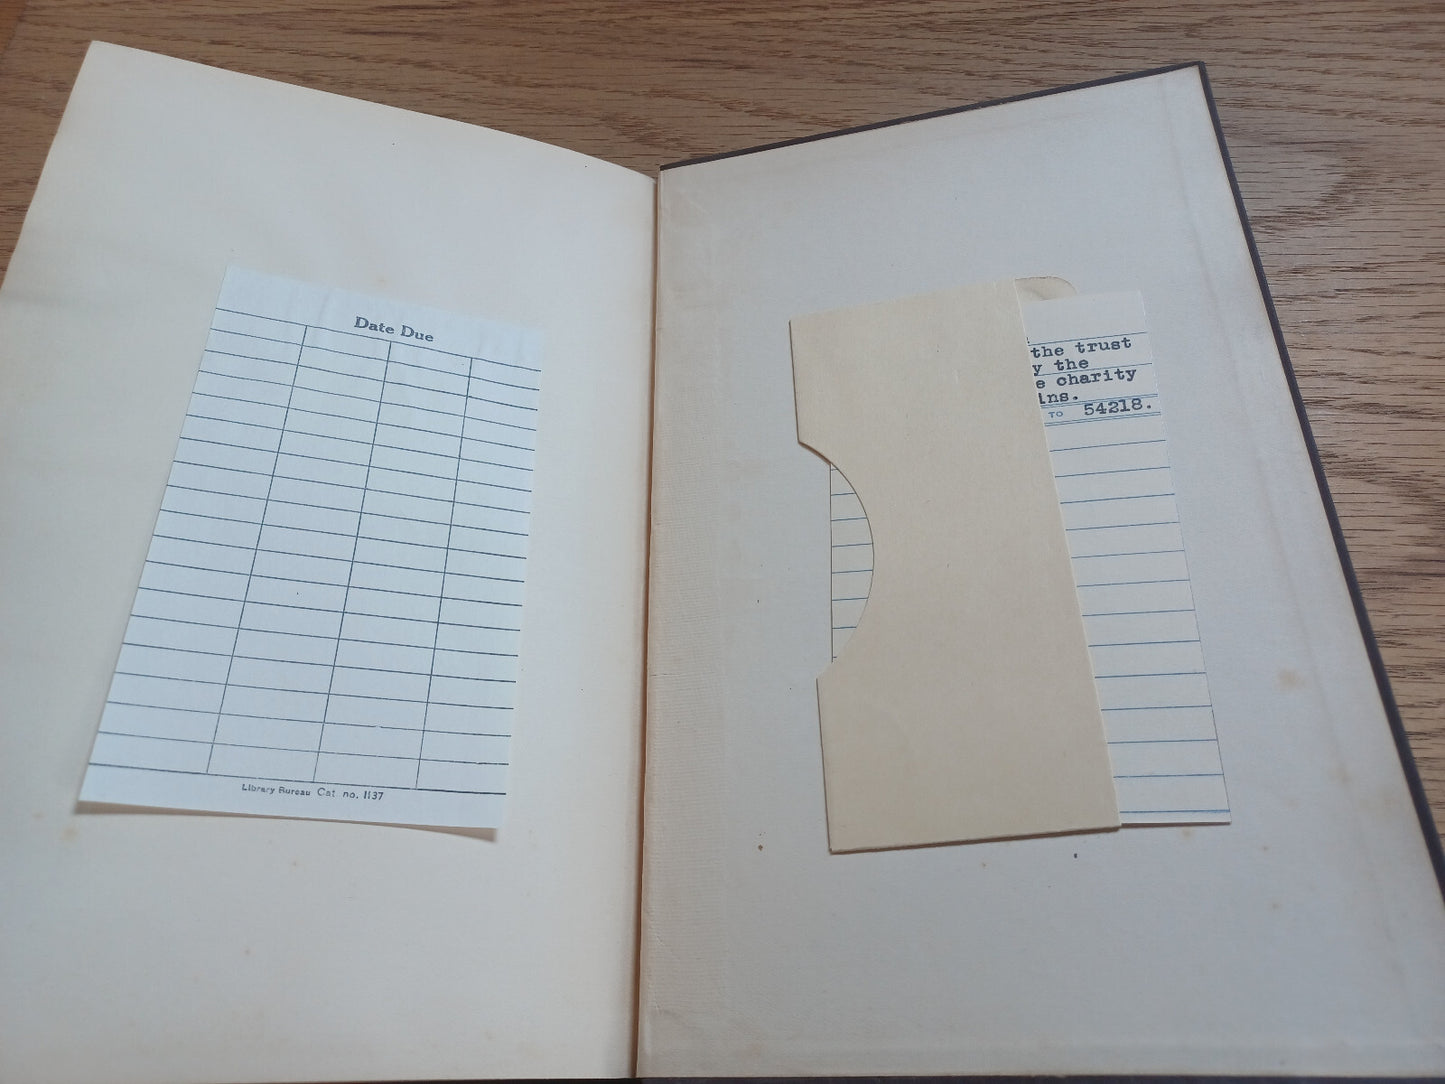 Date Due
Library Bureau Cat. no. 1137
the trust
y the
e charity
ins.
TO 54218.